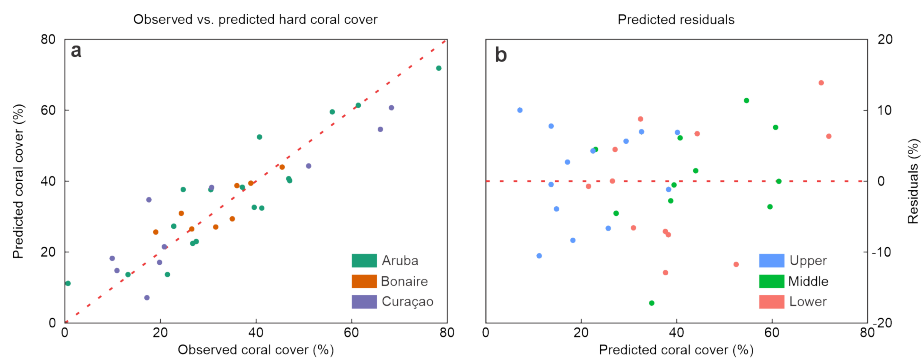 Observed vs. predicted hard coral cover
a
Predicted coral cover (%)
80
60
40
20
0
0 20 40 60 80
Observed coral cover (%)
Aruba
Bonaire
Curaçao
Predicted residuals
b
20
10
0
-10
-20
Residuals (%)
0 20 40 60 80
Predicted coral cover (%)
Upper
Middle
Lower